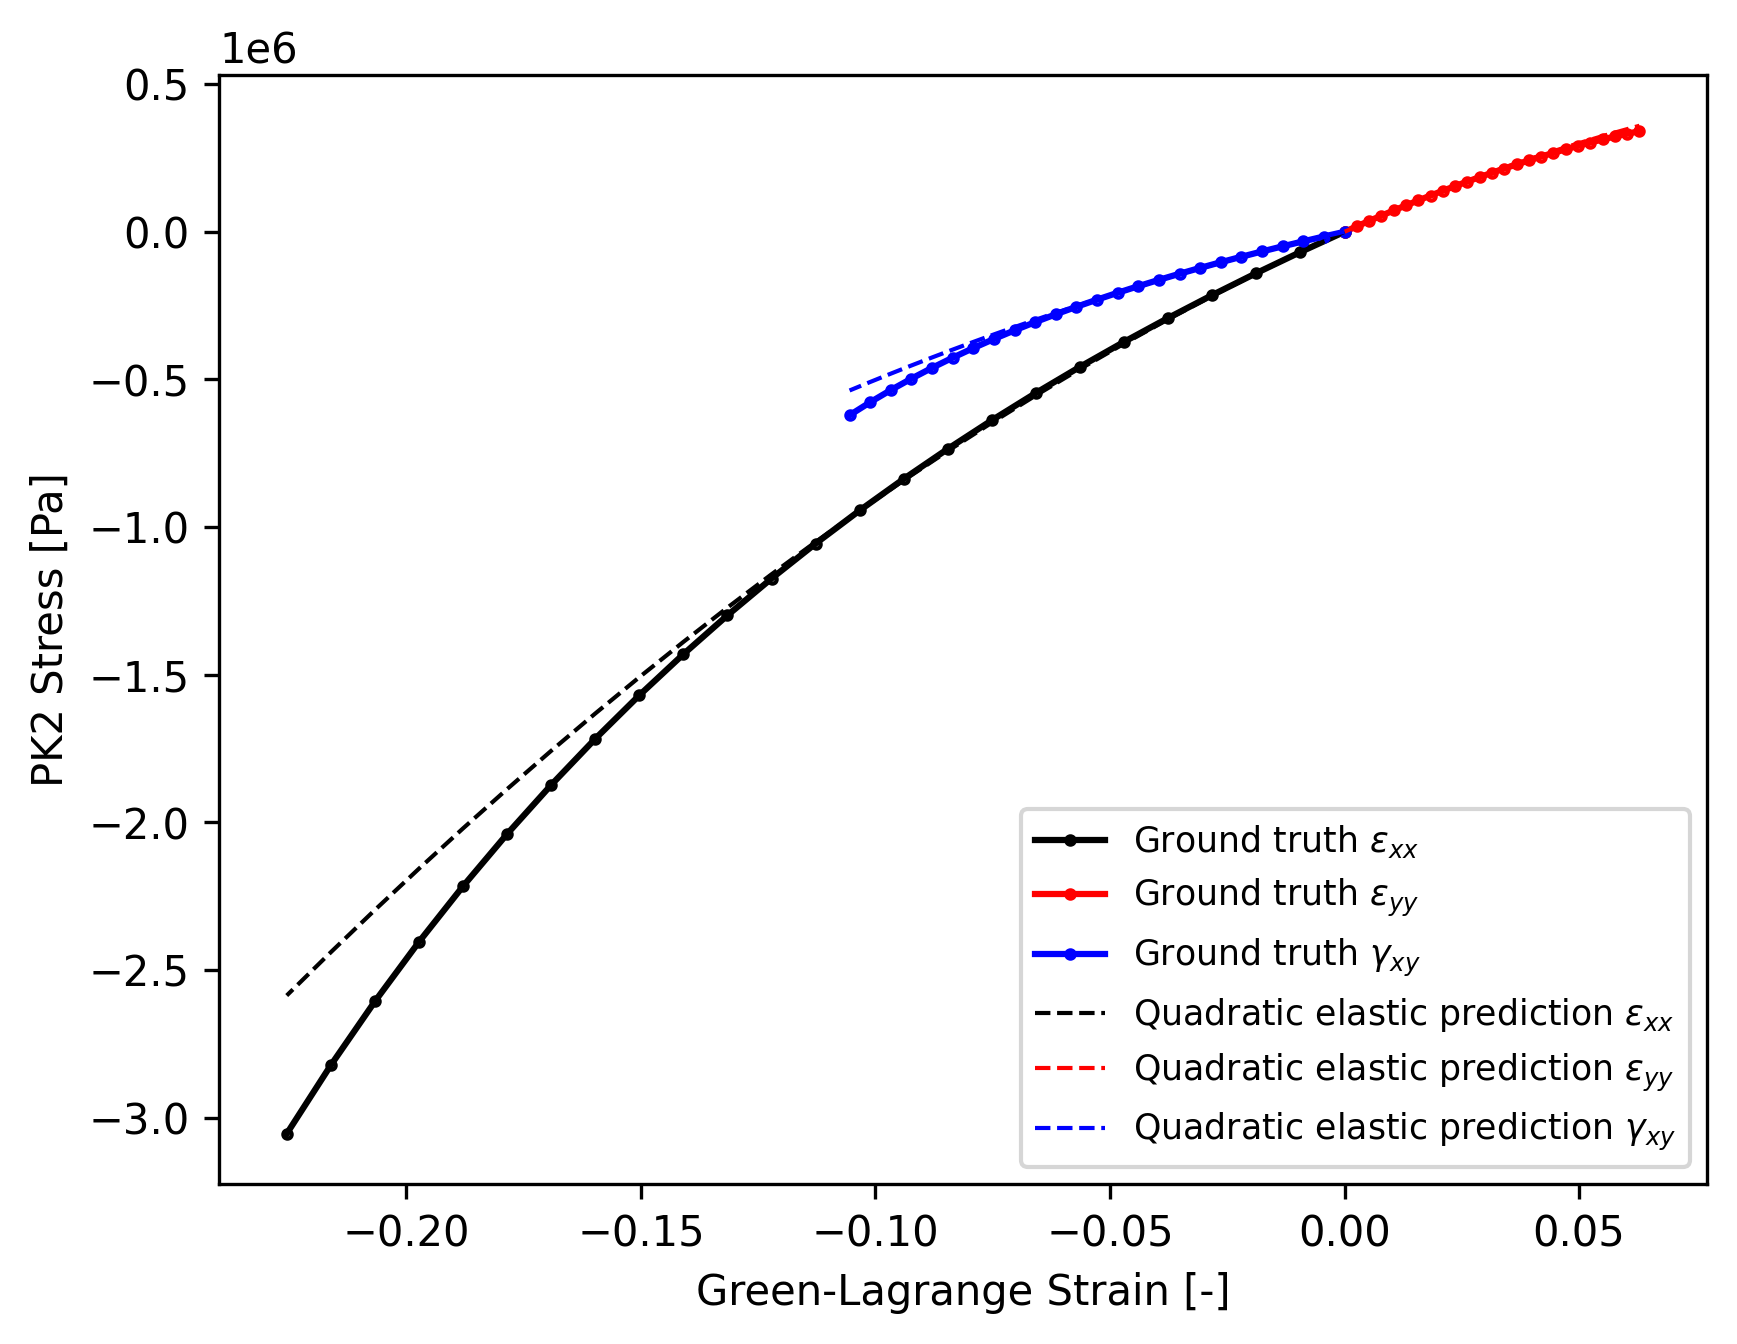 1e6
0.5
0.0
−0.5
−1.0
−1.5
−2.0
−2.5
−3.0
PK2 Stress [Pa]
Ground truth εxx
Ground truth εyy
Ground truth γxy
Quadratic elastic prediction εxx
Quadratic elastic prediction εyy
Quadratic elastic prediction γxy
−0.20 −0.15 −0.10 −0.05 0.00 0.05
Green-Lagrange Strain [-]